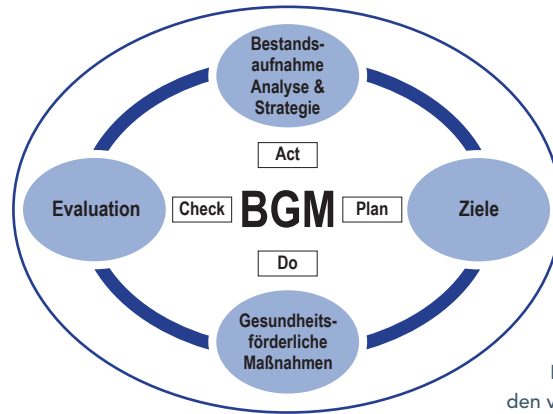 Bestands-
aufnahme
Analyse &
Strategie
Act
Evaluation
Check
BGM
Plan
Ziele
Do
Gesundheits-
förderliche
Maßnahmen
den v